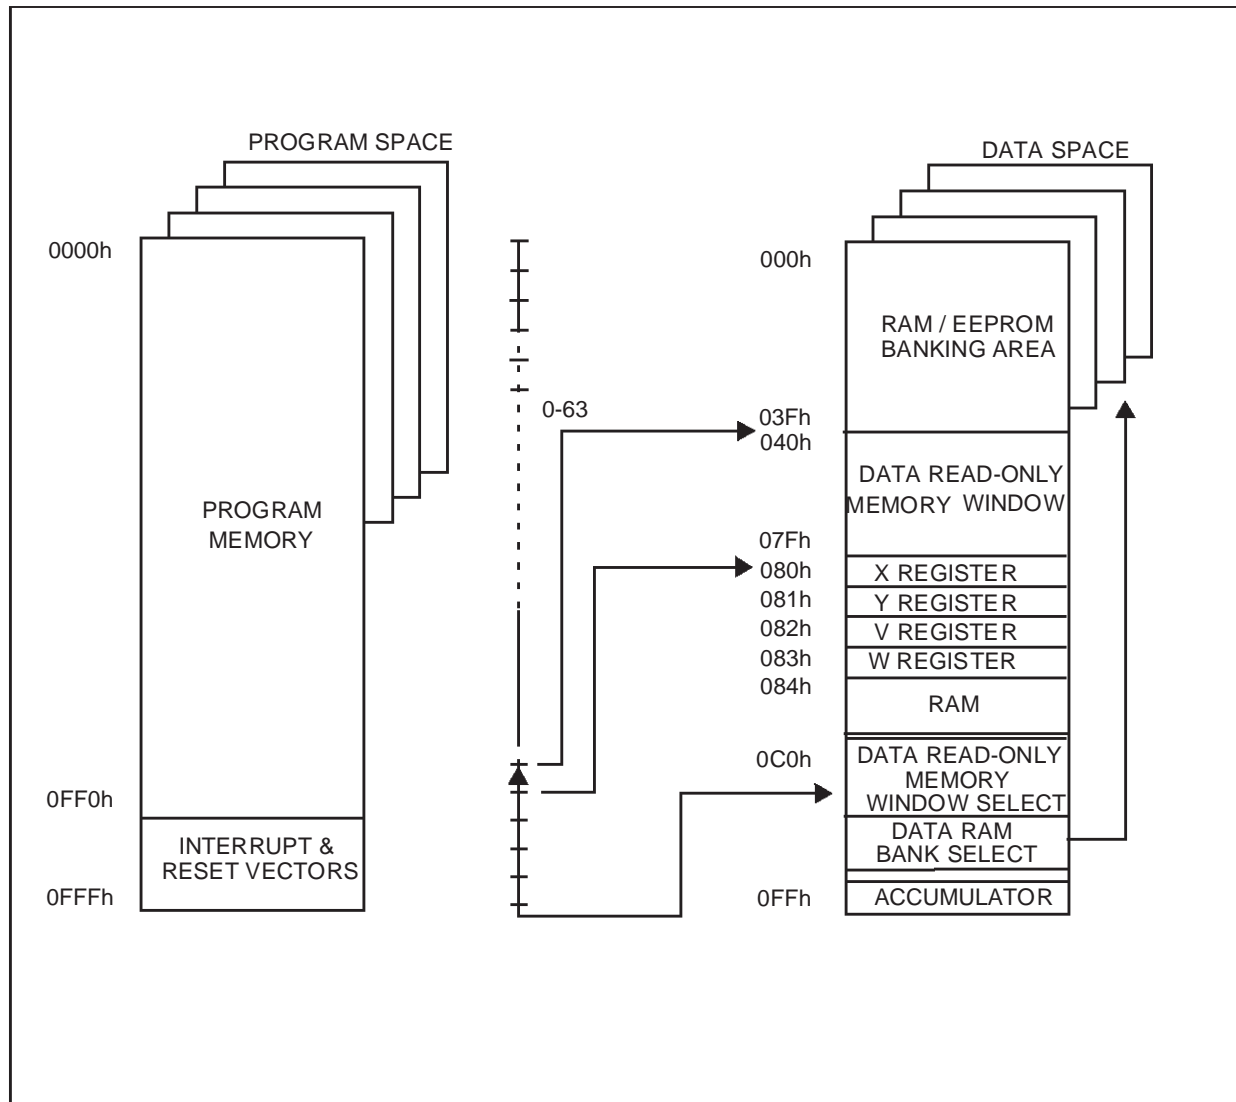 PROGRAM SPACE
0000h
PROGRAM
MEMORY
0FF0h
INTERRUPT &
RESET VECTORS
0FFFh
0-63
DATA SPACE
000h
RAM / EEPROM
BANKING AREA
03Fh
040h
DATA READ-ONLY
MEMORY WINDOW
07Fh
080h
X REGISTER
081h
Y REGISTER
082h
V REGISTER
083h
W REGISTER
084h
RAM
0C0h
DATA READ-ONLY
MEMORY
WINDOW SELECT
DATA RAM
BANK SELECT
0FFh
ACCUMULATOR